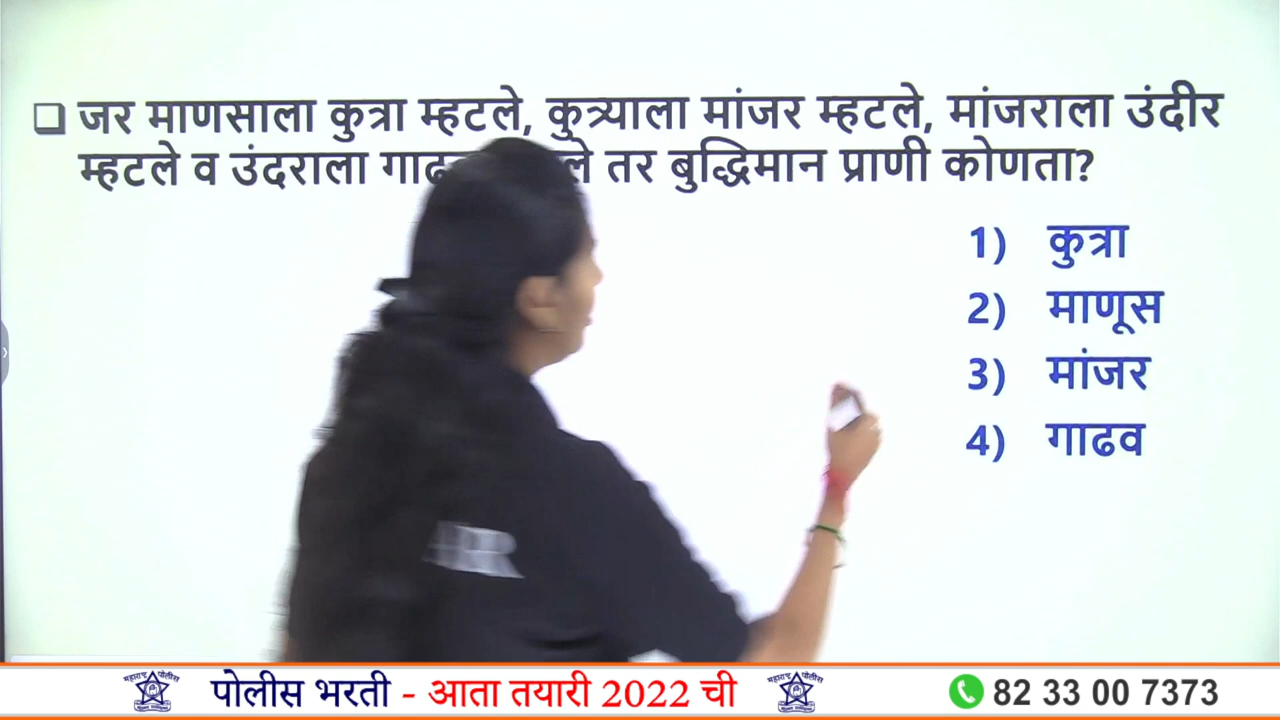 जर माणसाला कुत्रा म्हटले, कुत्र्याला मांजर म्हटले, मांजराला उंदीर
म्हटले व उंदराला तर बुद्धिमान प्राणी कोणता?
1) कुत्रा
2) माणूस
3) मांजर
4) गाढव
पोलीस भरती - आता तयारी 2022 ची
82 33 00 7373